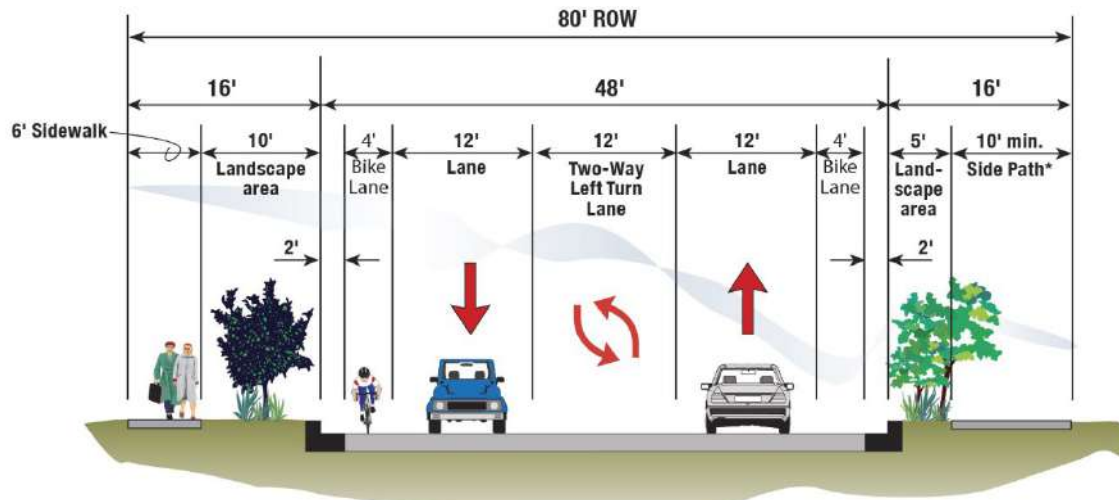 80' ROW
16'
48'
16'
6' Sidewalk
10'
Landscape
area
4'
Bike
Lane
12'
Lane
12'
Two-Way
Left Turn
Lane
12'
Lane
4'
Bike
Lane
5'
Land-
scape
area
10' min.
Side Path*
2'
2'